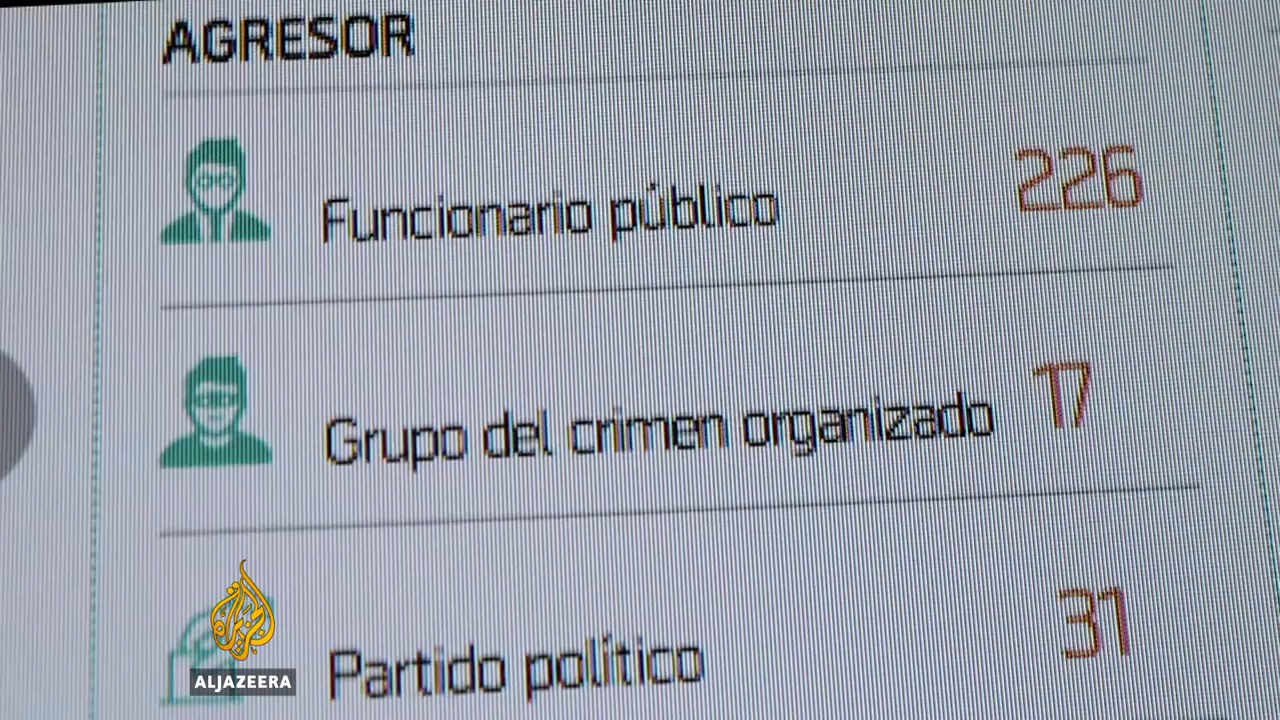 AGRESOR
Funcionario público 226
Grupo del crimen organizado 17
Partido político 31
ALJAZEERA